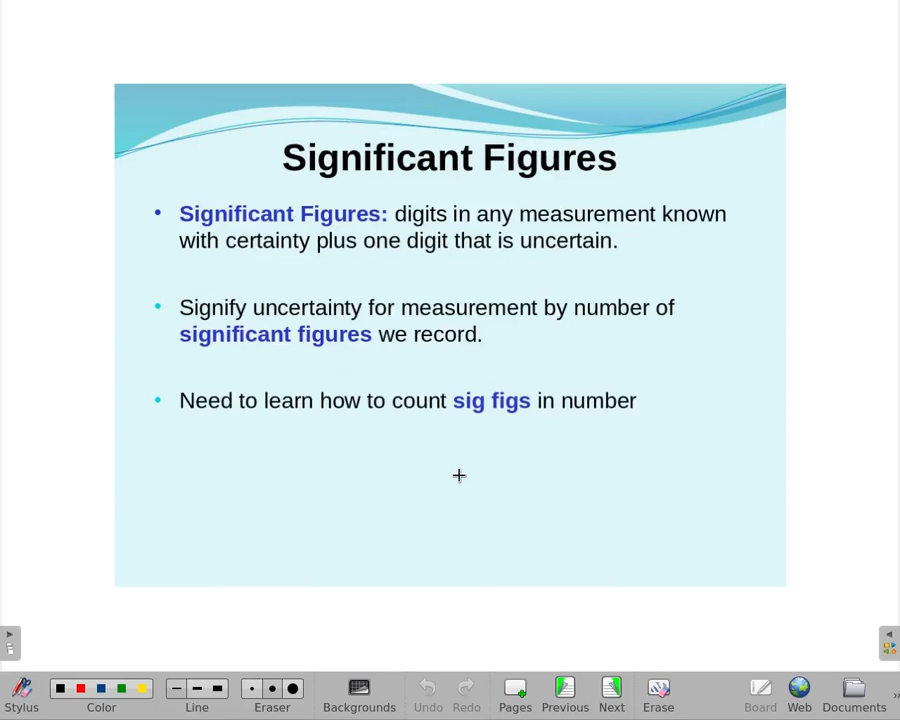 Significant Figures
• Significant Figures: digits in any measurement known
with certainty plus one digit that is uncertain.
• Signify uncertainty for measurement by number of
significant figures we record.
• Need to learn how to count sig figs in number
Stylus Color Line Eraser Backgrounds Undo Redo Pages Previous Next Erase Board Web Documents